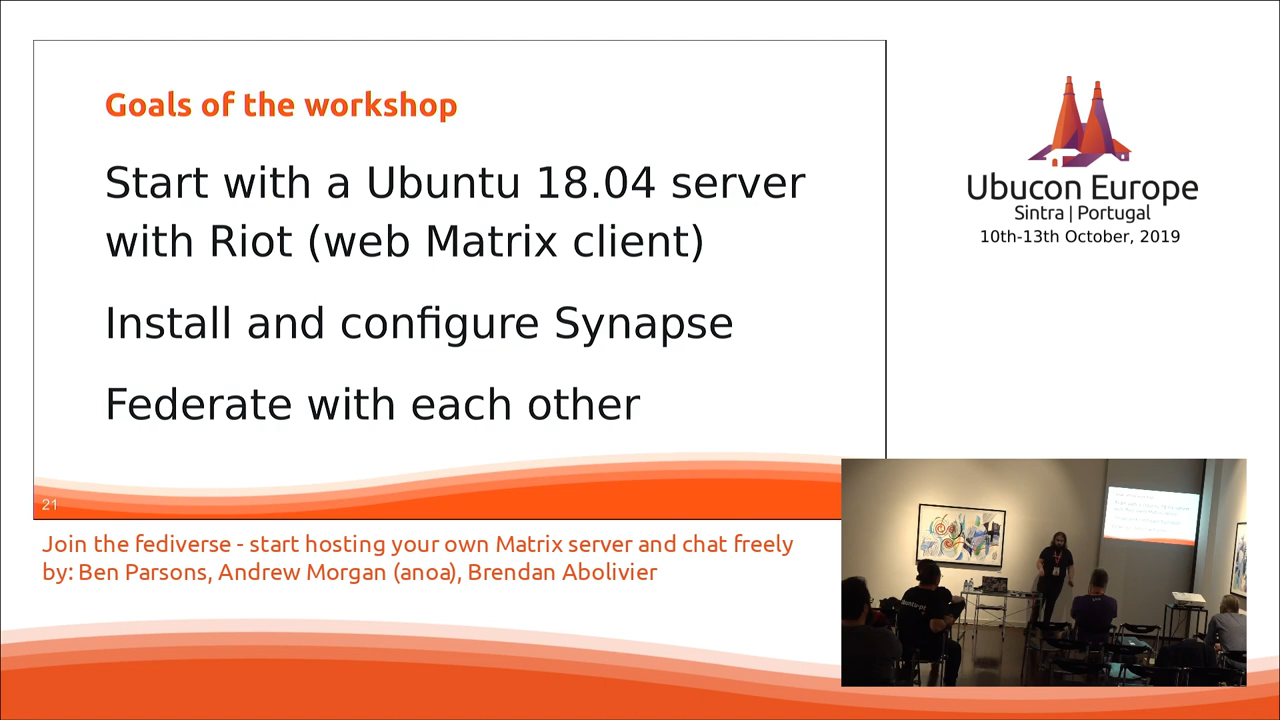 Goals of the workshop
Start with a Ubuntu 18.04 server
with Riot (web Matrix client)
Install and configure Synapse
Federate with each other
21
Ubucon Europe
Sintra | Portugal
10th-13th October, 2019
Join the fediverse - start hosting your own Matrix server and chat freely
by: Ben Parsons, Andrew Morgan (anoa), Brendan Abolivier